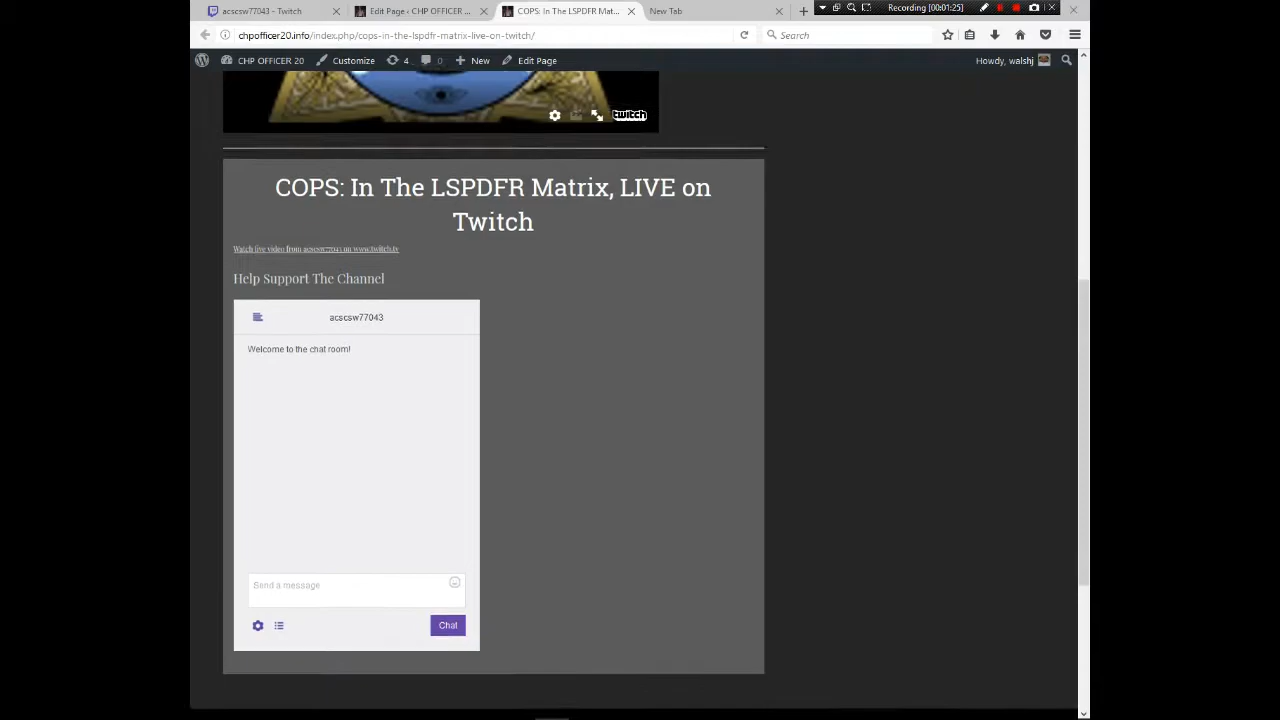 acscsw77043 - Twitch
Edit Page ‹ CHP OFFICER ...
COPS: In The LSPDFR Mat...
New Tab
Recording [00:01:25]
chpofficer20.info/index.php/cops-in-the-lspdfr-matrix-live-on-twitch/
Search
CHP OFFICER 20
Customize
4
0
New
Edit Page
Howdy, walshj
twitch
COPS: In The LSPDFR Matrix, LIVE on
Twitch
Watch live video from acscsw77043 on www.twitch.tv
Help Support The Channel
acscsw77043
Welcome to the chat room!
Send a message
Chat